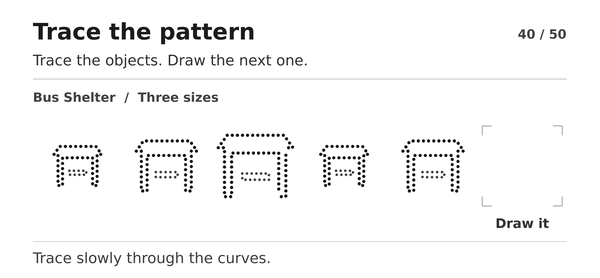 Trace the pattern
40 / 50
Trace the objects. Draw the next one.
Bus Shelter / Three sizes
Draw it
Trace slowly through the curves.